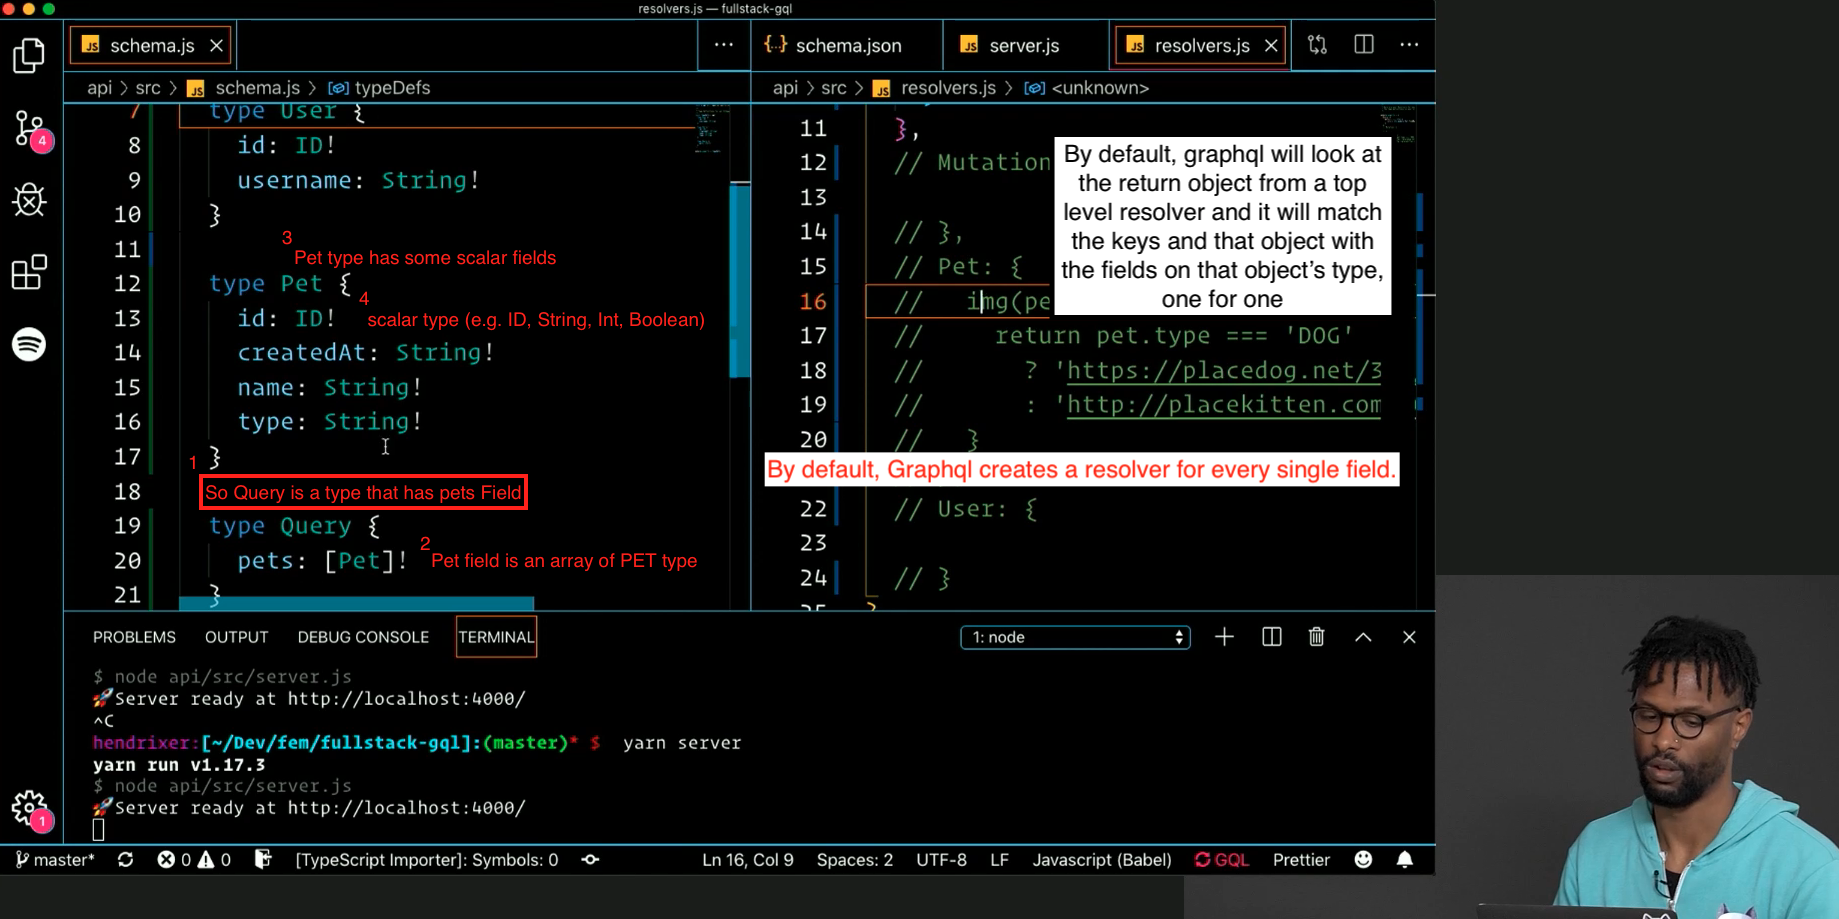 resolvers.js — fullstack-gql
JS schema.js ×
...
{..} schema.json
JS server.js
JS resolvers.js ×
...
api > src > JS schema.js > typeDefs
7 type User {
8 id: ID!
9 username: String!
10 }
11
3
Pet type has some scalar fields
12 type Pet {
4
13 id: ID! scalar type (e.g. ID, String, Int, Boolean)
14 createdAt: String!
15 name: String!
16 type: String!
17 }
1
18 So Query is a type that has pets Field
19 type Query {
2
20 pets: [Pet]! Pet field is an array of PET type
21 }
api > src > JS resolvers.js > <unknown>
11 },
12 // Mutation
13
14 // },
15 // Pet: {
16 // img(pe
17 // return pet.type === 'DOG'
18 // ? 'https://placedog.net/3
19 // : 'http://placekitten.com
20 // }
By default, Graphql creates a resolver for every single field.
22 // User: {
23
24 // }
By default, graphql will look at
the return object from a top
level resolver and it will match
the keys and that object with
the fields on that object's type,
one for one
PROBLEMS OUTPUT DEBUG CONSOLE TERMINAL 1: node
$ node api/src/server.js
🚀Server ready at http://localhost:4000/
^C
hendrixer:[~/Dev/fem/fullstack-gql]:(master)* $ yarn server
yarn run v1.17.3
$ node api/src/server.js
🚀Server ready at http://localhost:4000/
4
1
master* 0 0 [TypeScript Importer]: Symbols: 0 Ln 16, Col 9 Spaces: 2 UTF-8 LF Javascript (Babel) GQL Prettier